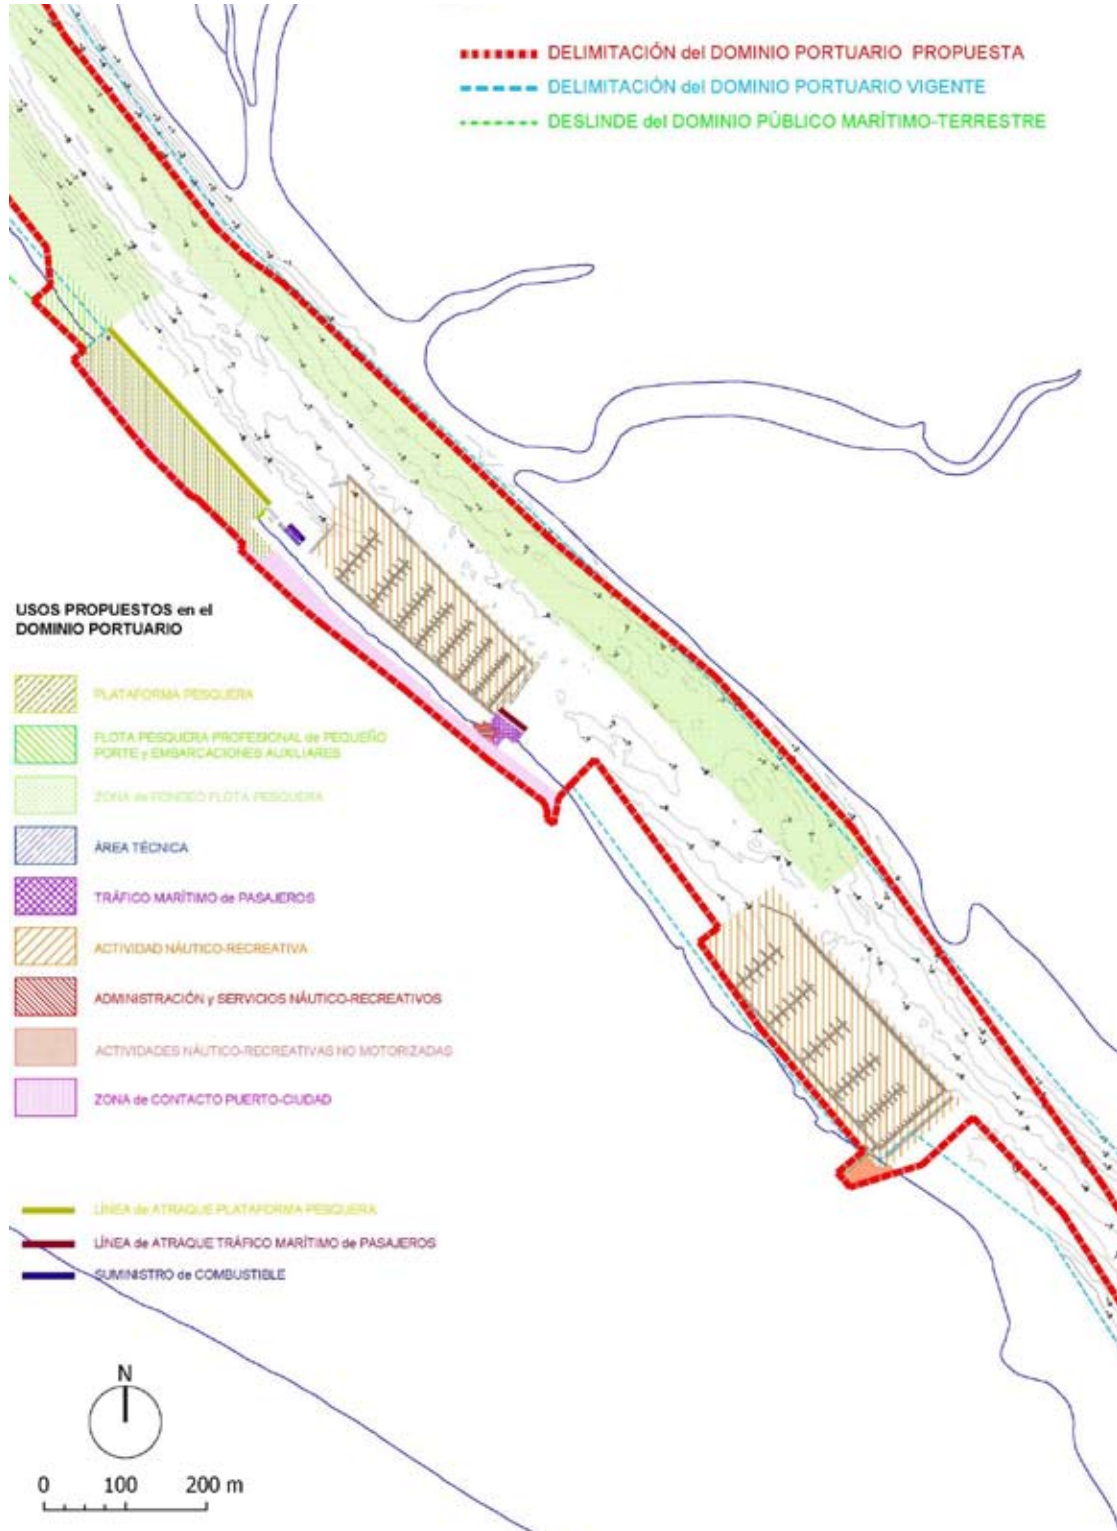 DELIMITACIÓN del DOMINIO PORTUARIO PROPUESTA
DELIMITACIÓN del DOMINIO PORTUARIO VIGENTE
DESLINDE del DOMINIO PÚBLICO MARÍTIMO-TERRESTRE
USOS PROPUESTOS en el
DOMINIO PORTUARIO
PLATAFORMA PESQUERA
FLOTA PESQUERA PROFESIONAL de PEQUEÑO
PORTE y EMBARCACIONES AUXILIARES
ZONA de FONDEO FLOTA PESQUERA
ÁREA TÉCNICA
TRÁFICO MARÍTIMO de PASAJEROS
ACTIVIDAD NÁUTICO-RECREATIVA
ADMINISTRACIÓN y SERVICIOS NÁUTICO-RECREATIVOS
ACTIVIDADES NÁUTICO-RECREATIVAS NO MOTORIZADAS
ZONA de CONTACTO PUERTO-CIUDAD
LÍNEA de ATRAQUE PLATAFORMA PESQUERA
LÍNEA de ATRAQUE TRÁFICO MARÍTIMO de PASAJEROS
SUMINISTRO de COMBUSTIBLE
N
0 100 200 m